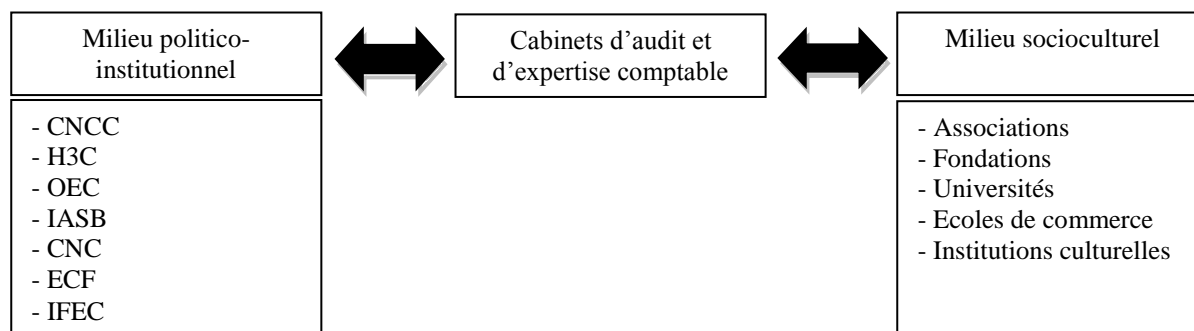 Milieu politico-
institutionnel
Cabinets d’audit et
d’expertise comptable
Milieu socioculturel
- CNCC
- H3C
- OEC
- IASB
- CNC
- ECF
- IFEC
- Associations
- Fondations
- Universités
- Ecoles de commerce
- Institutions culturelles